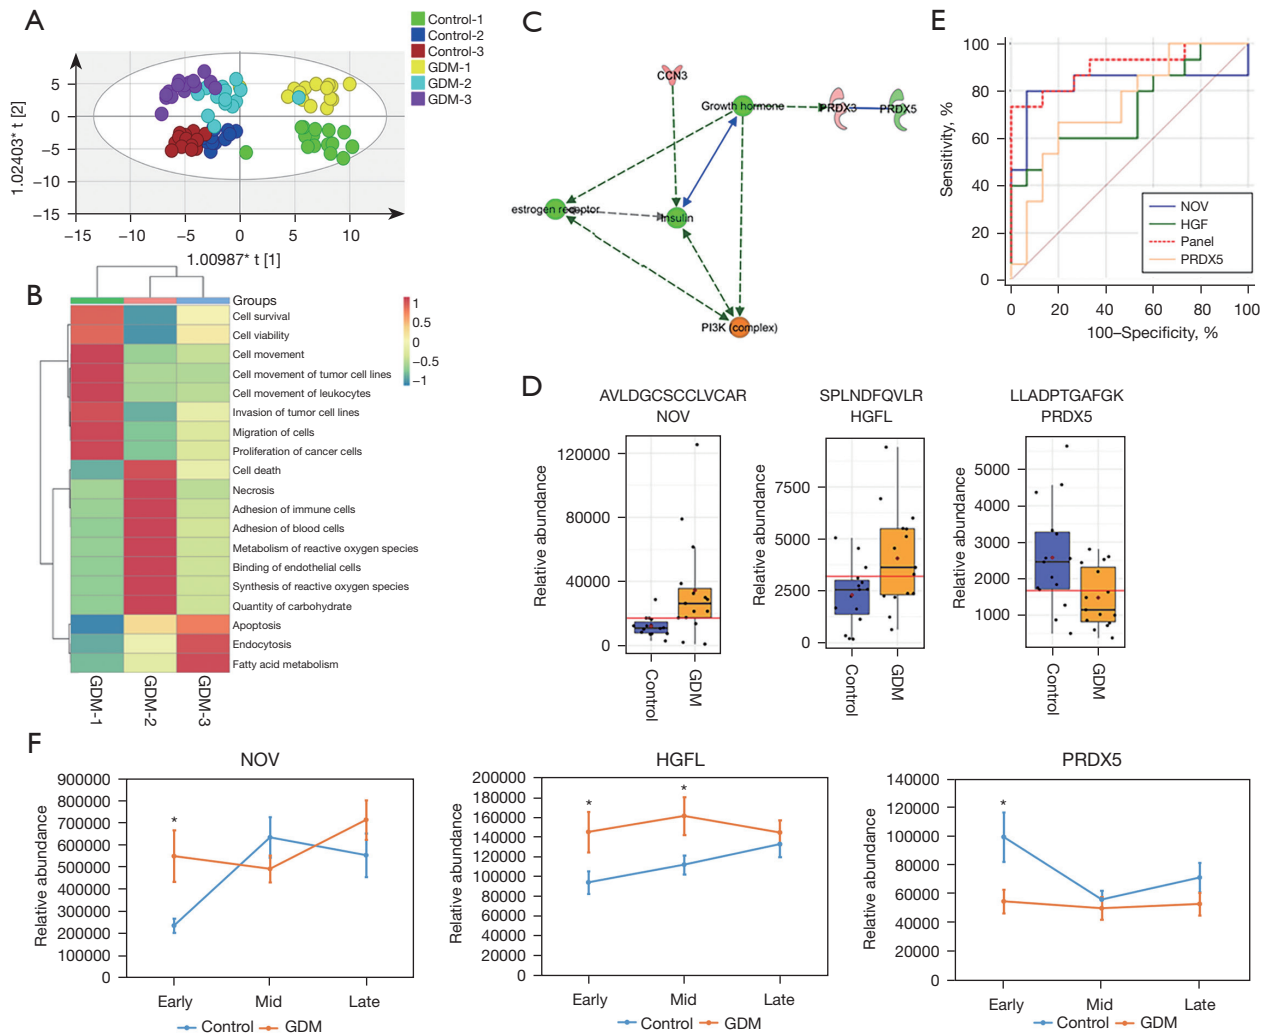 A
Control-1
Control-2
Control-3
GDM-1
GDM-2
GDM-3
1.02403* t [2]
5
0
−5
−10
−15
−15
−10
−5
0
5
10
1.00987* t [1]
B
Groups
Cell survival
Cell viability
Cell movement
Cell movement of tumor cell lines
Cell movement of leukocytes
Invasion of tumor cell lines
Migration of cells
Proliferation of cancer cells
Cell death
Necrosis
Adhesion of immune cells
Adhesion of blood cells
Metabolism of reactive oxygen species
Binding of endothelial cells
Synthesis of reactive oxygen species
Quantity of carbohydrate
Apoptosis
Endocytosis
Fatty acid metabolism
1
0.5
0
−0.5
−1
GDM-1
GDM-2
GDM-3
C
CCN3
Growth hormone
PRDX3
PRDX5
estrogen receptor
Insulin
PI3K (complex)
D
AVLDGCSCCLVCAR
NOV
Relative abundance
120000
80000
40000
0
Control
GDM
SPLNDFQVLR
HGFL
Relative abundance
7500
5000
2500
0
Control
GDM
LLADPTGAFGK
PRDX5
Relative abundance
5000
4000
3000
2000
1000
Control
GDM
E
Sensitivity, %
100
80
60
40
20
0
NOV
HGF
Panel
PRDX5
0
20
40
60
80
100
100–Specificity, %
F
NOV
Relative abundance
900000
800000
700000
600000
500000
400000
300000
200000
100000
0
*
Early
Mid
Late
Control
GDM
HGFL
Relative abundance
200000
180000
160000
140000
120000
100000
80000
60000
40000
20000
0
*
*
Early
Mid
Late
Control
GDM
PRDX5
Relative abundance
140000
120000
100000
80000
60000
40000
20000
0
*
Early
Mid
Late
Control
GDM